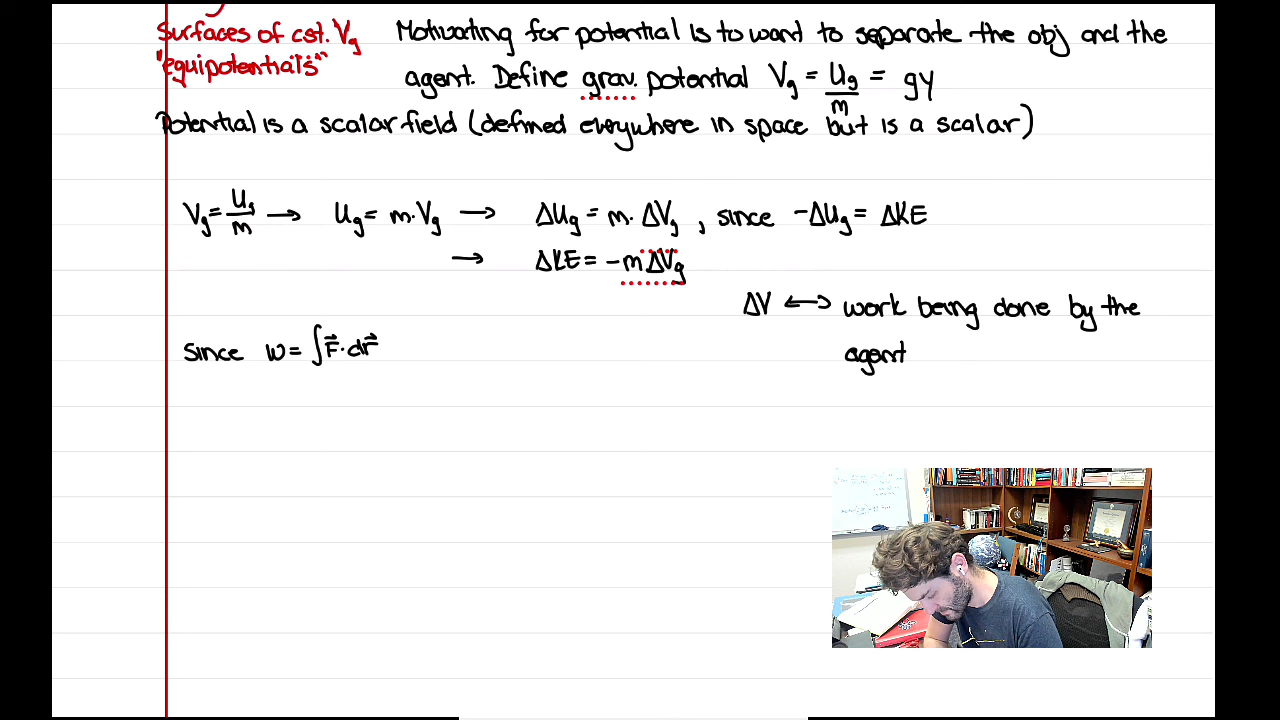 Surfaces of cst. Vg
"equipotentials"
Motivating for potential is to want to separate the obj and the
agent. Define grav. potential Vg = Ug/m = gy
Potential is a scalar field (defined everywhere in space but is a scalar)
Vg = Ug/m → Ug = m·Vg → ΔUg = m·ΔVg, since -ΔUg = ΔKE
→ ΔKE = -mΔVg
ΔV ↔ work being done by the
agent
since w = ∫F⃗·dr⃗